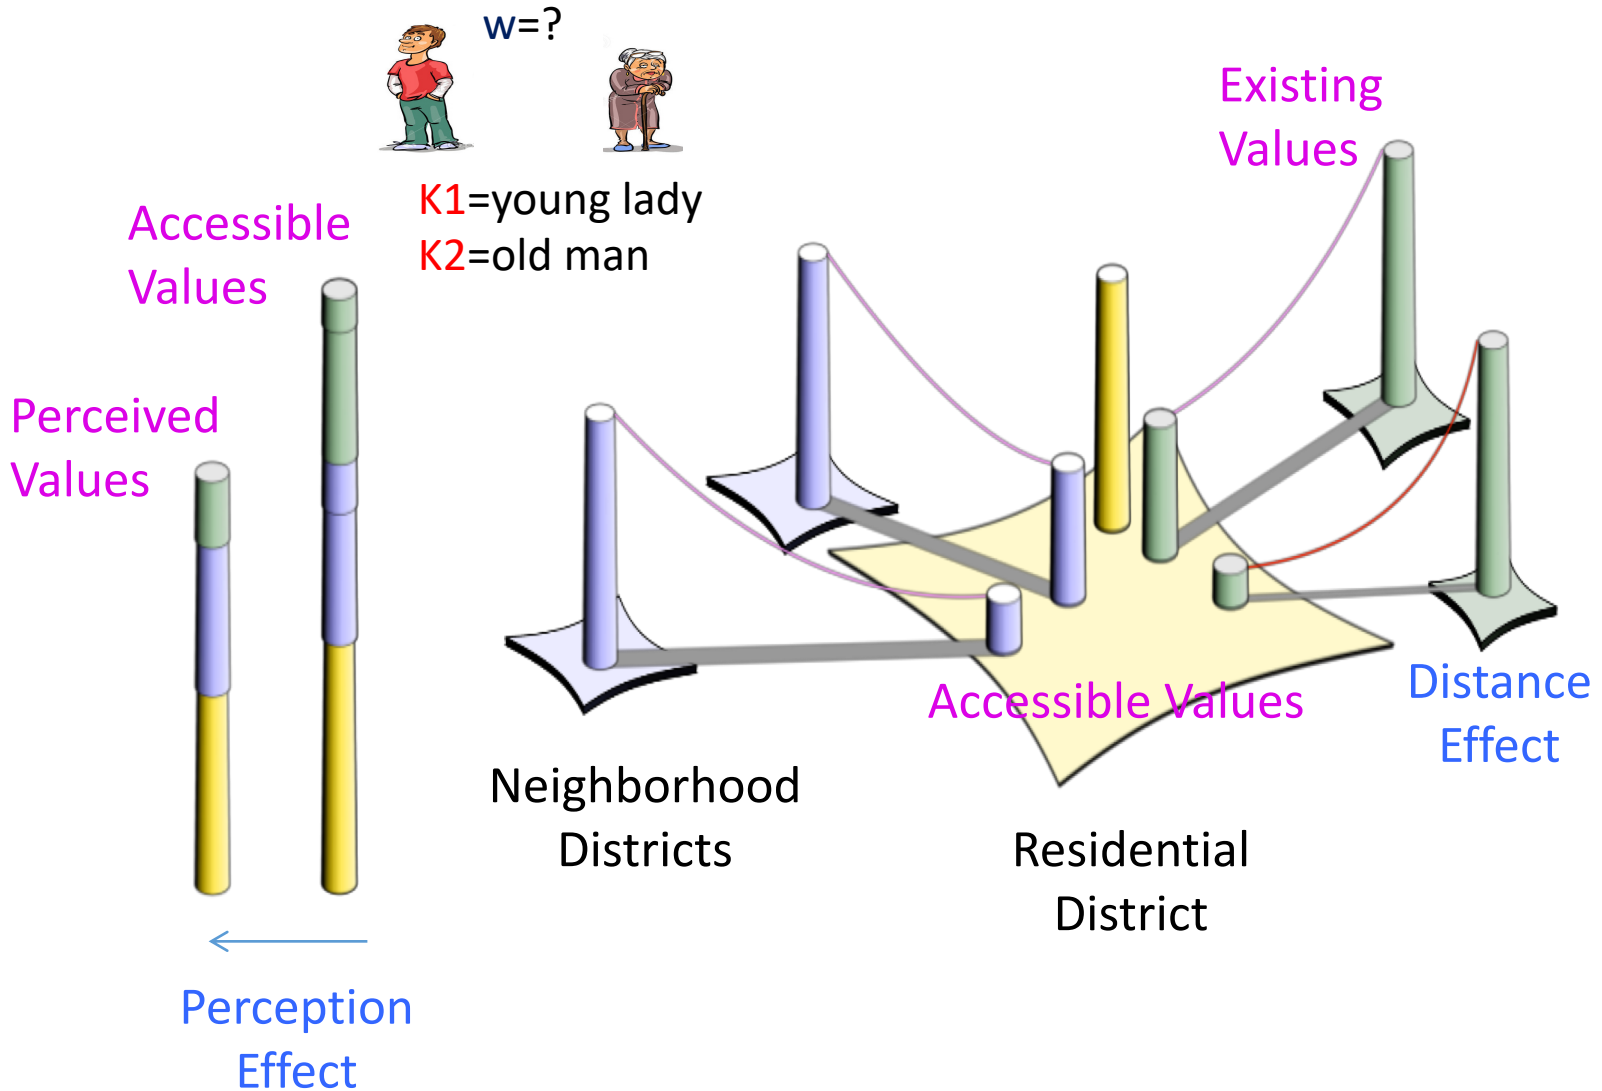 w=?
K1=young lady
K2=old man
Existing
Values
Accessible
Values
Perceived
Values
Accessible Values
Distance
Effect
Neighborhood
Districts
Residential
District
Perception
Effect